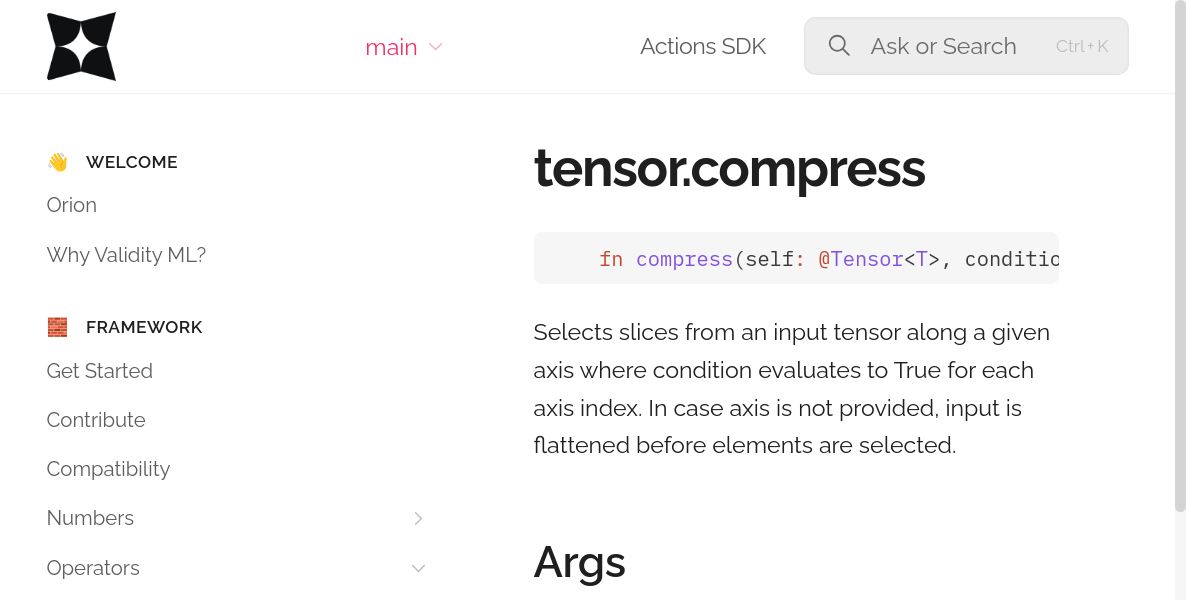 main
Actions SDK
Ask or Search
Ctrl + K
👋 WELCOME
Orion
Why Validity ML?
🧱 FRAMEWORK
Get Started
Contribute
Compatibility
Numbers
Operators
tensor.compress
fn compress(self: @Tensor<T>, conditio
Selects slices from an input tensor along a given
axis where condition evaluates to True for each
axis index. In case axis is not provided, input is
flattened before elements are selected.
Args